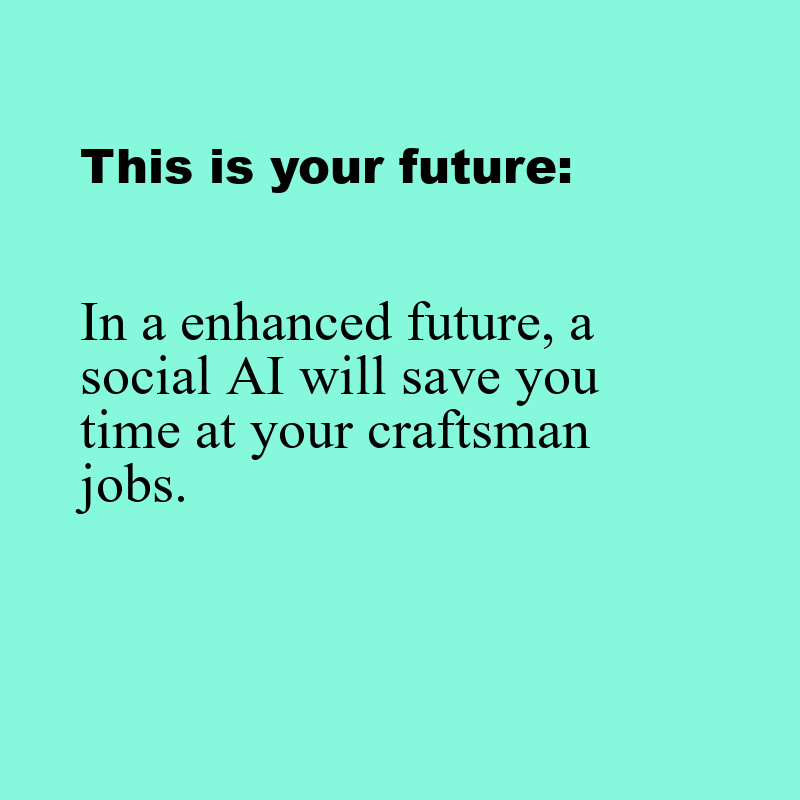 This is your future:
In a enhanced future, a
social AI will save you
time at your craftsman
jobs.